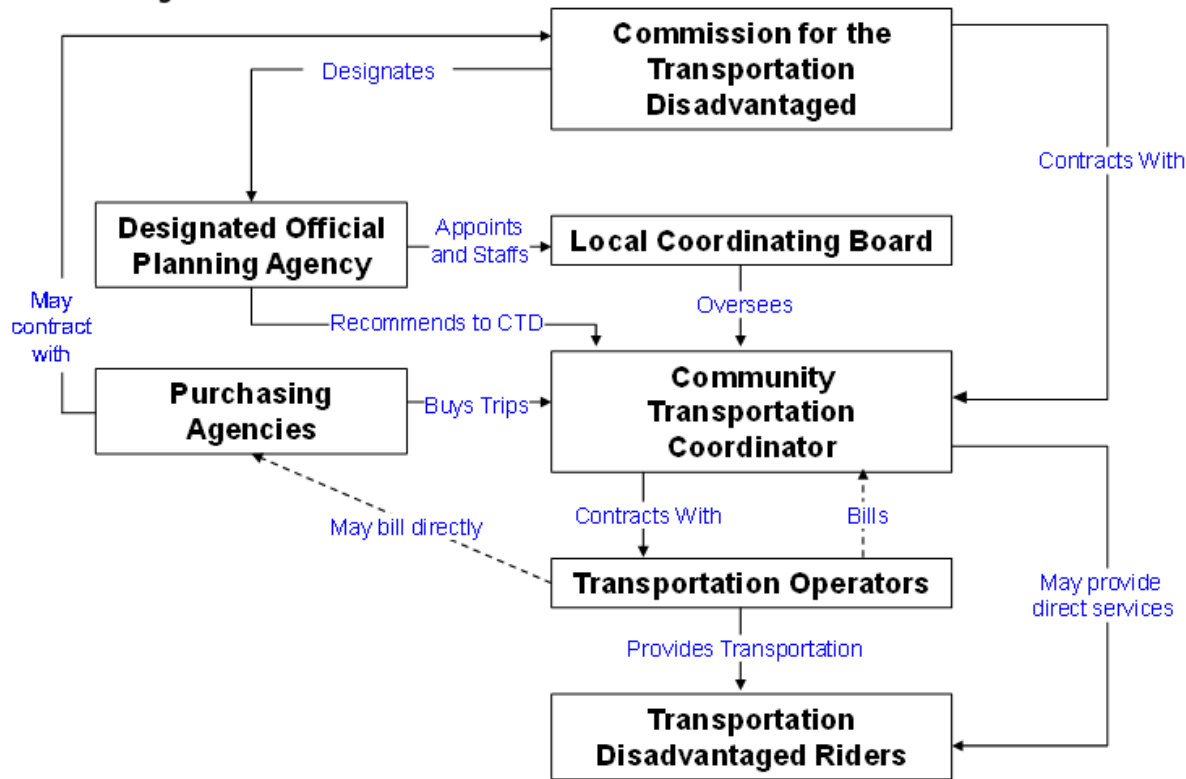 Commission for the
Transportation
Disadvantaged
Designates
Contracts With
Designated Official
Planning Agency
Appoints
and Staffs
Local Coordinating Board
May
contract
with
Recommends to CTD
Oversees
Purchasing
Agencies
Buys Trips
Community
Transportation
Coordinator
May bill directly
Contracts With
Bills
Transportation Operators
May provide
direct services
Provides Transportation
Transportation
Disadvantaged Riders